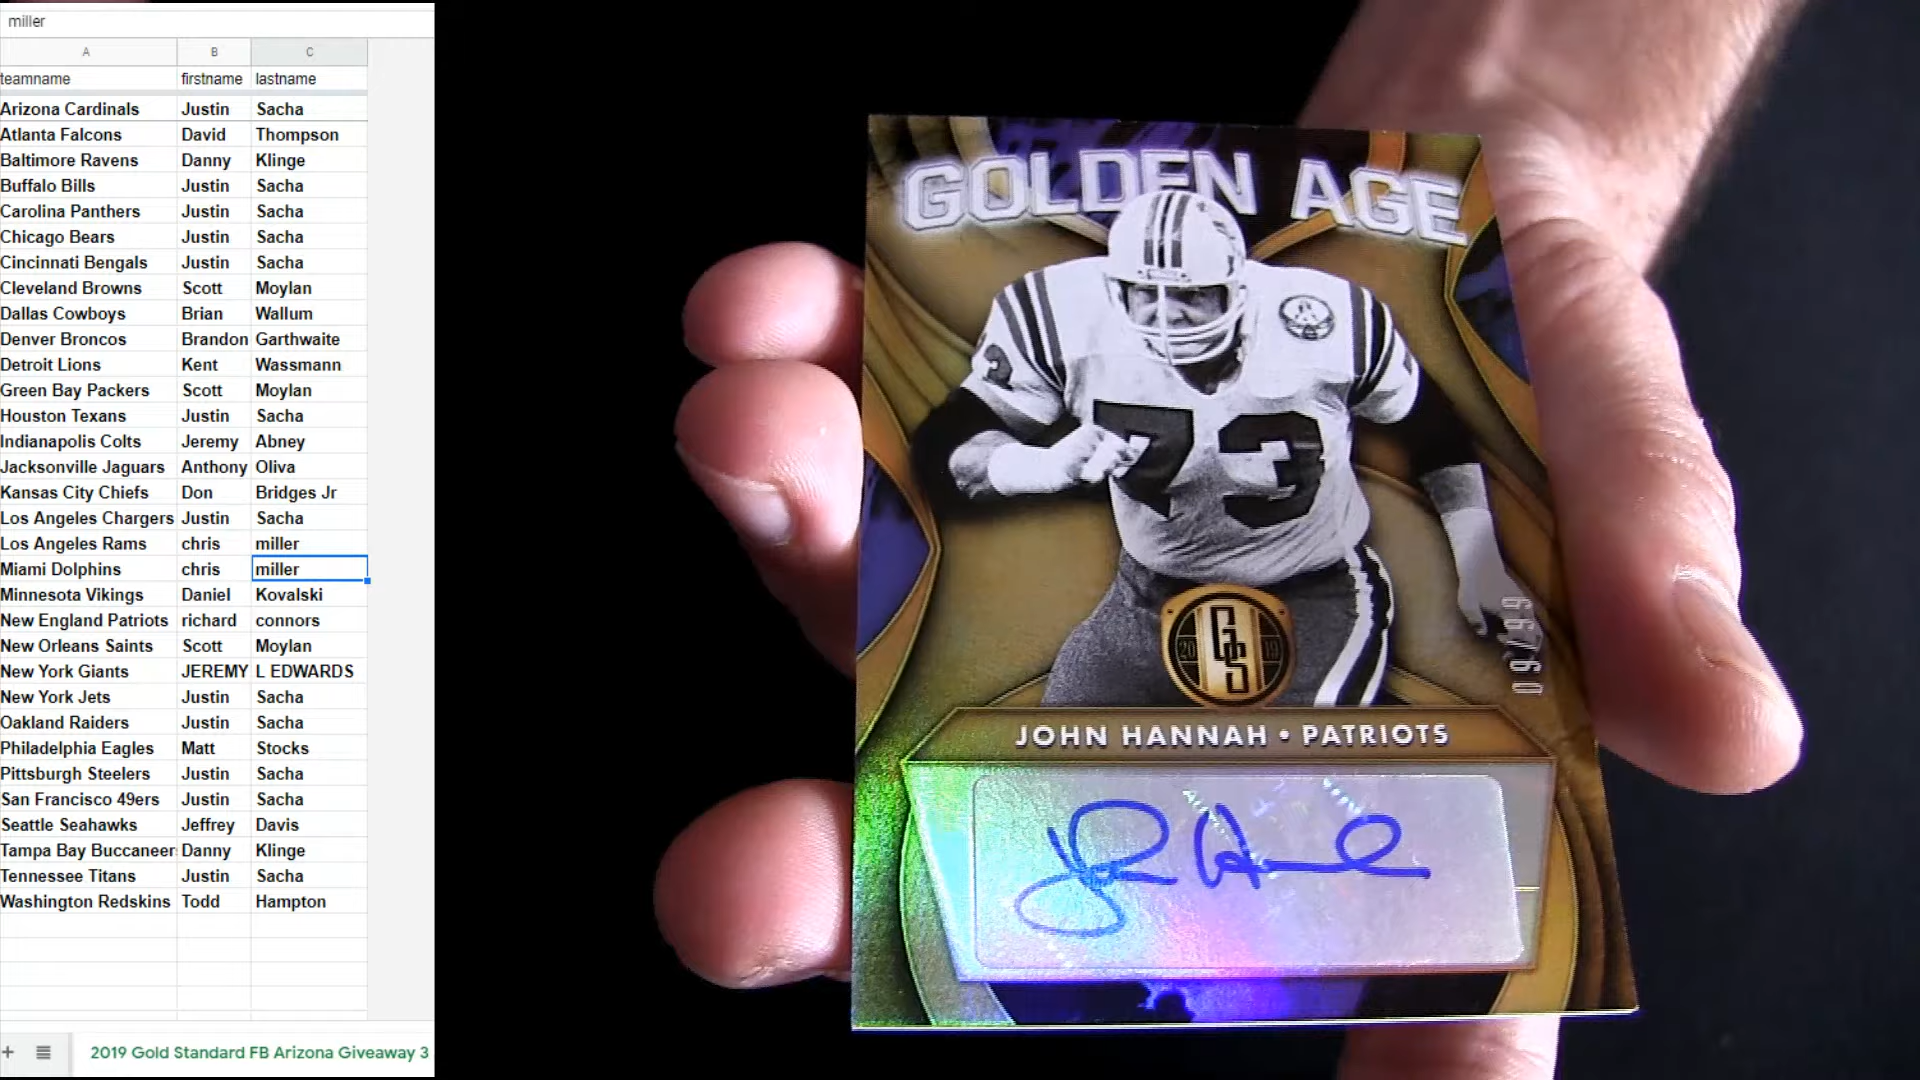 miller
A B C
teamname firstname lastname
Arizona Cardinals Justin Sacha
Atlanta Falcons David Thompson
Baltimore Ravens Danny Klinge
Buffalo Bills Justin Sacha
Carolina Panthers Justin Sacha
Chicago Bears Justin Sacha
Cincinnati Bengals Justin Sacha
Cleveland Browns Scott Moylan
Dallas Cowboys Brian Wallum
Denver Broncos Brandon Garthwaite
Detroit Lions Kent Wassmann
Green Bay Packers Scott Moylan
Houston Texans Justin Sacha
Indianapolis Colts Jeremy Abney
Jacksonville Jaguars Anthony Oliva
Kansas City Chiefs Don Bridges Jr
Los Angeles Chargers Justin Sacha
Los Angeles Rams chris miller
Miami Dolphins chris miller
Minnesota Vikings Daniel Kovalski
New England Patriots richard connors
New Orleans Saints Scott Moylan
New York Giants JEREMY L EDWARDS
New York Jets Justin Sacha
Oakland Raiders Justin Sacha
Philadelphia Eagles Matt Stocks
Pittsburgh Steelers Justin Sacha
San Francisco 49ers Justin Sacha
Seattle Seahawks Jeffrey Davis
Tampa Bay Buccaneer Danny Klinge
Tennessee Titans Justin Sacha
Washington Redskins Todd Hampton
2019 Gold Standard FB Arizona Giveaway 3
GOLDEN AGE
73
20 GS 19
06/99
JOHN HANNAH • PATRIOTS
John Hannah